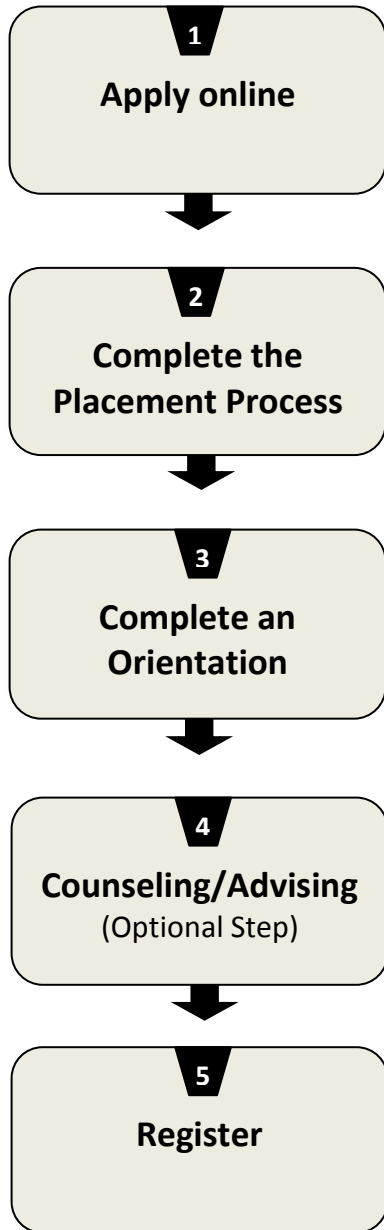 1
Apply online
2
Complete the
Placement Process
3
Complete an
Orientation
4
Counseling/Advising
(Optional Step)
5
Register